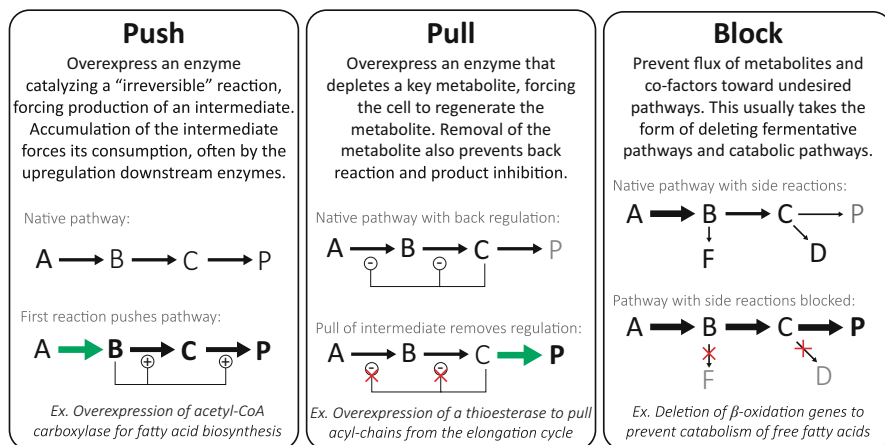 Push
Overexpress an enzyme
catalyzing a “irreversible” reaction,
forcing production of an intermediate.
Accumulation of the intermediate
forces its consumption, often by the
upregulation downstream enzymes.
Native pathway:
A B C P
First reaction pushes pathway:
A B C P
+ +
Ex. Overexpression of acetyl-CoA
carboxylase for fatty acid biosynthesis
Pull
Overexpress an enzyme that
depletes a key metabolite, forcing
the cell to regenerate the
metabolite. Removal of the
metabolite also prevents back
reaction and product inhibition.
Native pathway with back regulation:
A B C P
- -
Pull of intermediate removes regulation:
A B C P
- -
Ex. Overexpression of a thioesterase to pull
acyl-chains from the elongation cycle
Block
Prevent flux of metabolites and
co-factors toward undesired
pathways. This usually takes the
form of deleting fermentative
pathways and catabolic pathways.
Native pathway with side reactions:
A B C P
F D
Pathway with side reactions blocked:
A B C P
F D
Ex. Deletion of β-oxidation genes to
prevent catabolism of free fatty acids